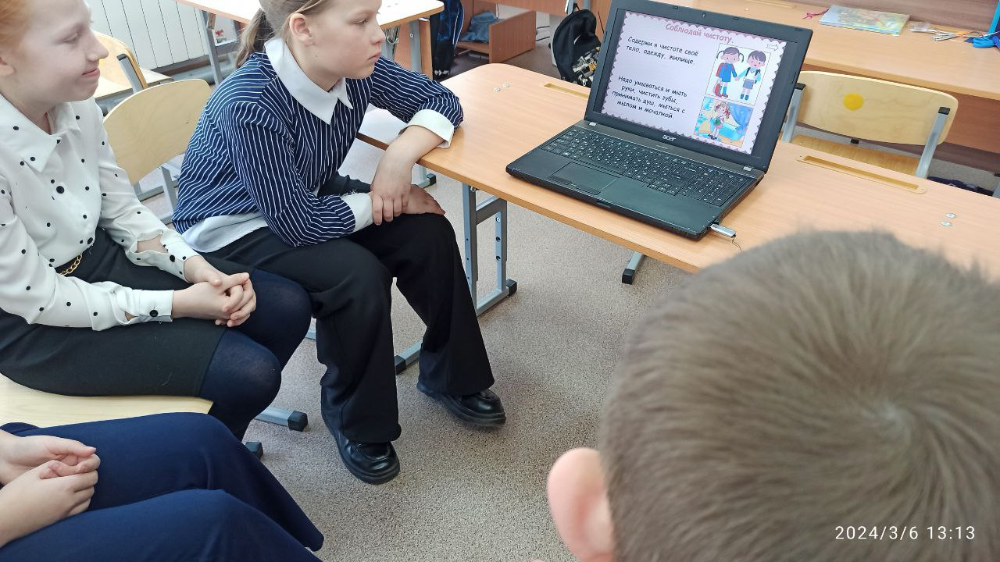 Соблюдай чистоту.
Содержи в чистоте своё
тело, одежду, жилище.
Надо умываться и мыть
руки, чистить зубы,
принимать душ, мыться с
мылом и мочалкой
acer
2024/3/6 13:13